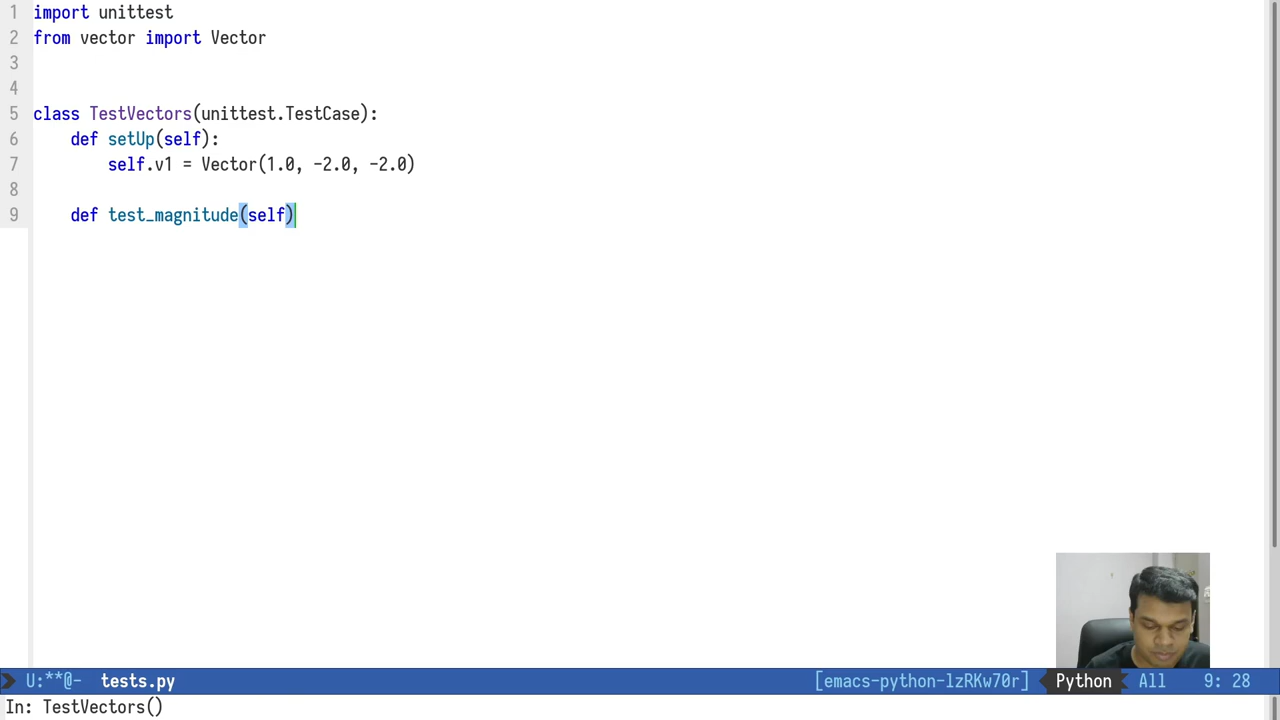 1 import unittest
2 from vector import Vector
3
4
5 class TestVectors(unittest.TestCase):
6     def setUp(self):
7         self.v1 = Vector(1.0, -2.0, -2.0)
8
9     def test_magnitude(self)
U:**@- tests.py [emacs-python-lzRKw70r] Python All 9: 28
In: TestVectors()